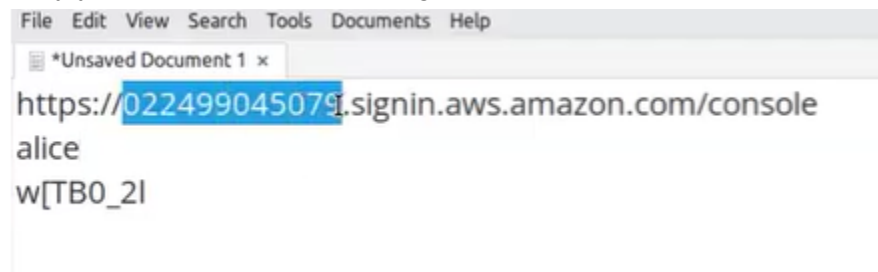 File Edit View Search Tools Documents Help
*Unsaved Document 1 ×
https://022499045079.signin.aws.amazon.com/console
alice
w[TB0_2l